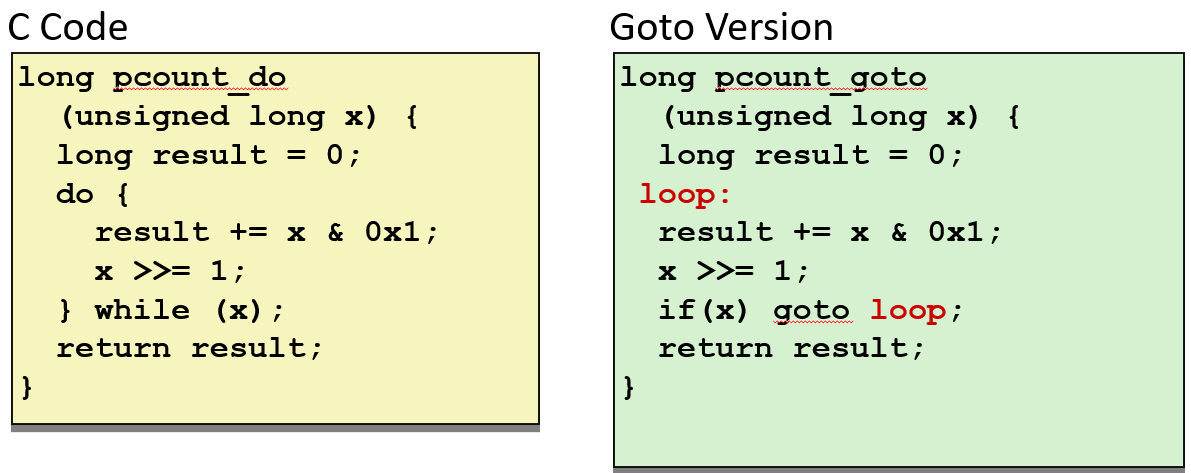 C Code
long pcount_do
  (unsigned long x) {
  long result = 0;
  do {
    result += x & 0x1;
    x >>= 1;
  } while (x);
  return result;
}
Goto Version
long pcount_goto
  (unsigned long x) {
  long result = 0;
 loop:
  result += x & 0x1;
  x >>= 1;
  if(x) goto loop;
  return result;
}